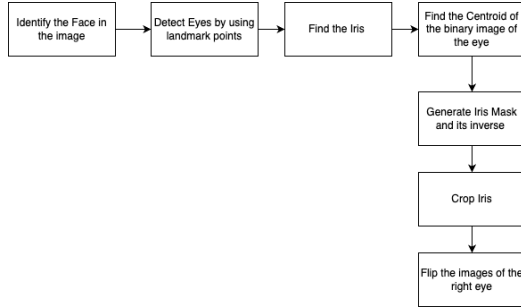 Identify the Face in
the image
Detect Eyes by using
landmark points
Find the Iris
Find the Centroid of
the binary image of
the eye
Generate Iris Mask
and its inverse
Crop Iris
Flip the images of the
right eye